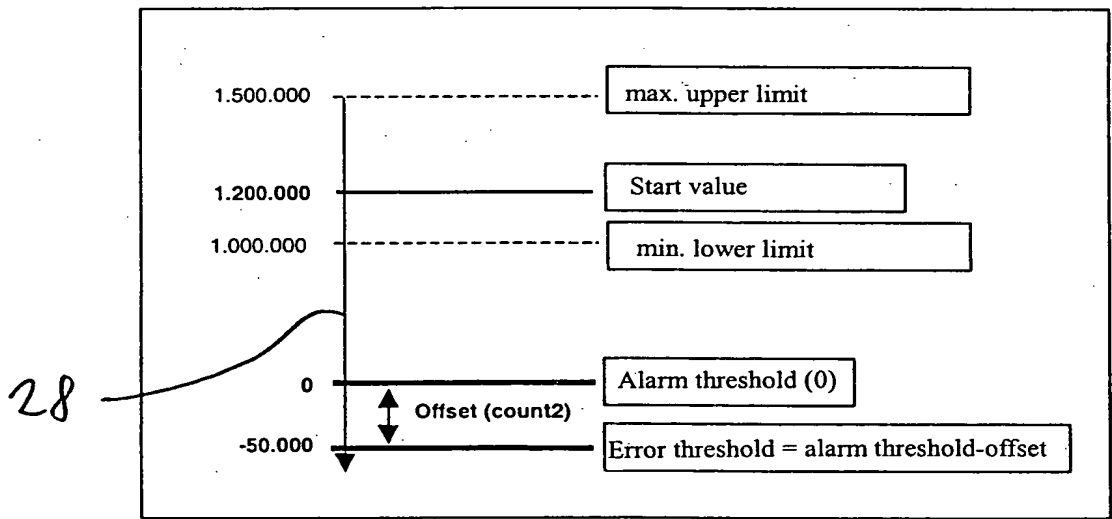 1.500.000 max. upper limit
1.200.000 Start value
1.000.000 min. lower limit
28
0 Alarm threshold (0)
Offset (count2)
-50.000 Error threshold = alarm threshold-offset